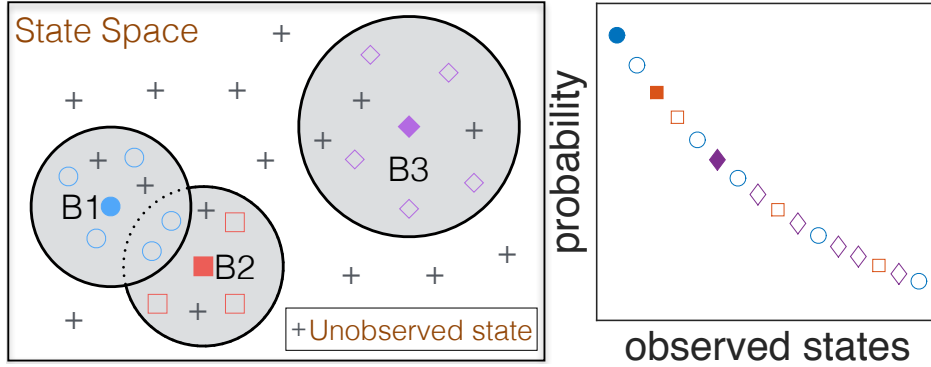 State Space
B1
B2
B3
+Unobserved state
probability
observed states